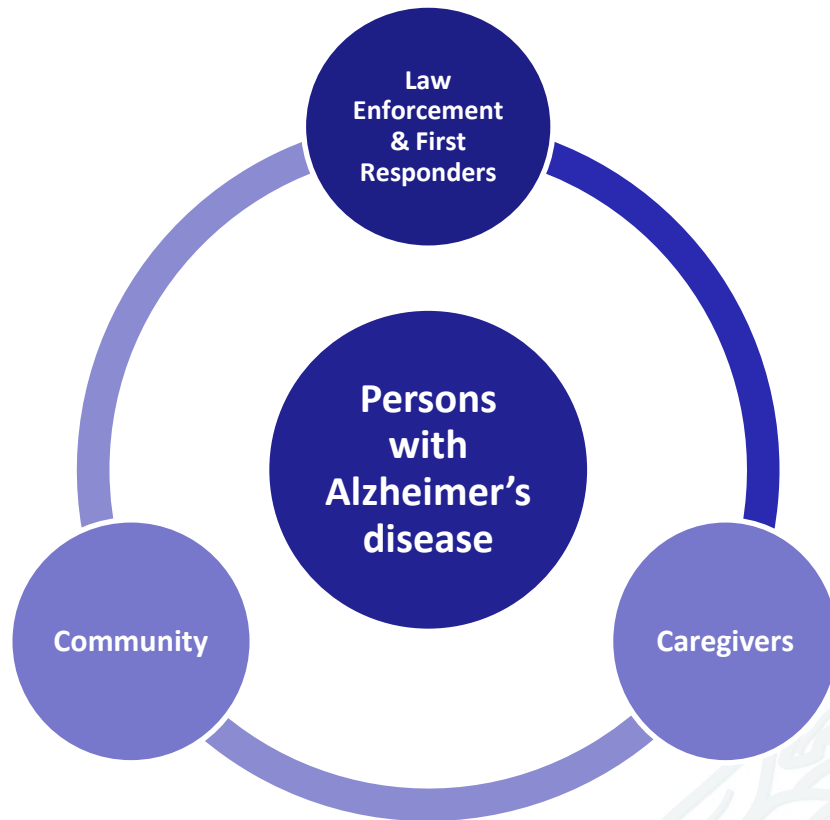 Law
Enforcement
& First
Responders
Persons
with
Alzheimer’s
disease
Community
Caregivers